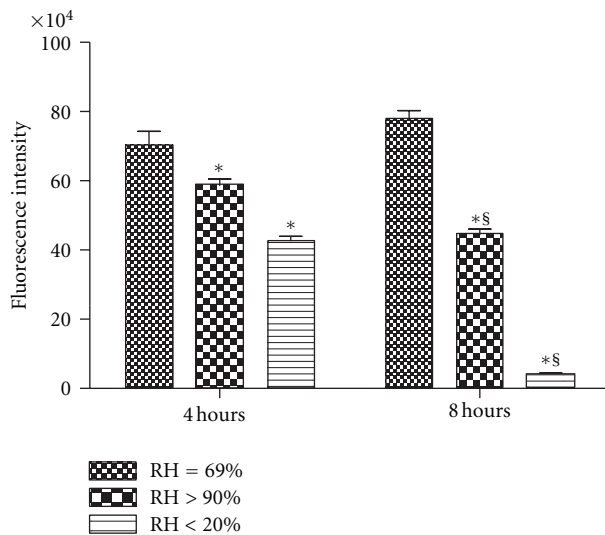 ×10⁴
100
80
60
40
20
0
Fluorescence intensity
*
*
*§
*§
4 hours
8 hours
RH = 69%
RH > 90%
RH < 20%